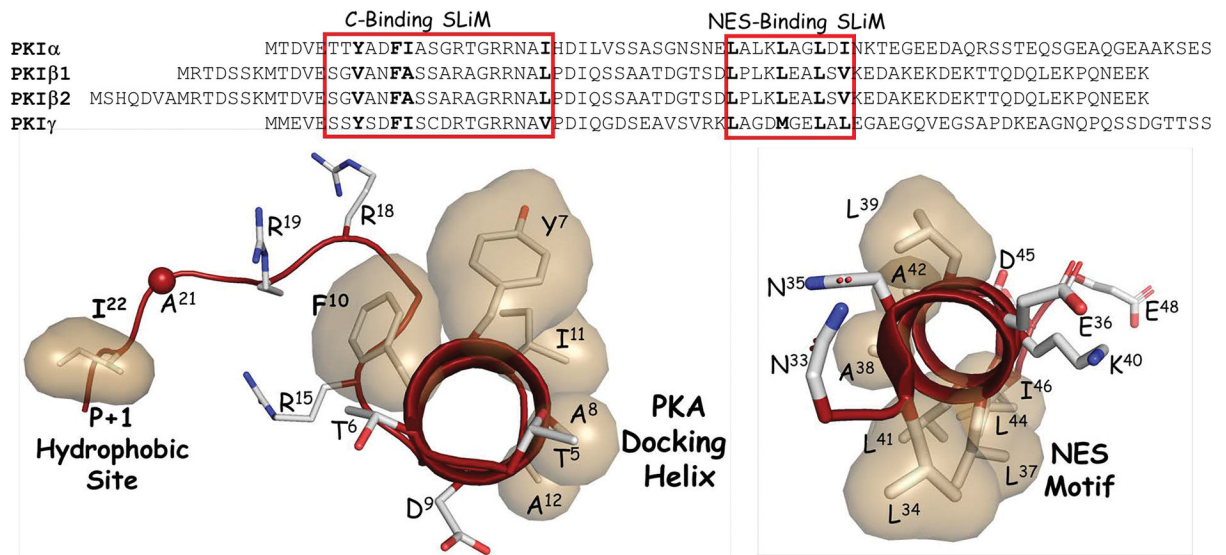 C-Binding SLiM NES-Binding SLiM
PKIα MTDVETTYADFIASGRTGRRNAIHDILVSSASGNSNELALKLAGLDINKTEGEEDAQRSSTEQSGEAQGEAAKSES
PKIβ1 MRTDSSKMTDVESGVANFASSARAGRRNALPDIQSSAATDGTSDLPLKLEALSVKEDAKEKDEKTTQDQLEKPQNEEK
PKIβ2 MSHQDVAMRTDSSKMTDVESGVANFASSARAGRRNALPDIQSSAATDGTSDLPLKLEALSVKEDAKEKDEKTTQDQLEKPQNEEK
PKIγ MMEVESSYSDFISCDRTGRRNAVPDIQGDSEAVSVRKLAGDMGELALEGAEGQVEGSAPDKEAGNQPQSSDGTTSS
I²²
A²¹
R¹⁹
R¹⁸
F¹⁰
Y⁷
I¹¹
R¹⁵
T⁶
T⁵
A⁸
D⁹
A¹²
P+1
Hydrophobic
Site
PKA
Docking
Helix
L³⁹
A⁴²
D⁴⁵
N³⁵
E³⁶
E⁴⁸
N³³
A³⁸
K⁴⁰
I⁴⁶
L⁴¹
L⁴⁴
L³⁷
L³⁴
NES
Motif